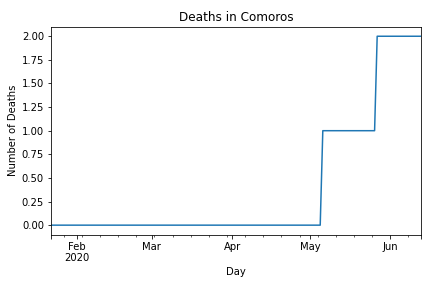 Deaths in Comoros
Number of Deaths
2.00
1.75
1.50
1.25
1.00
0.75
0.50
0.25
0.00
Feb
2020
Mar
Apr
May
Jun
Day